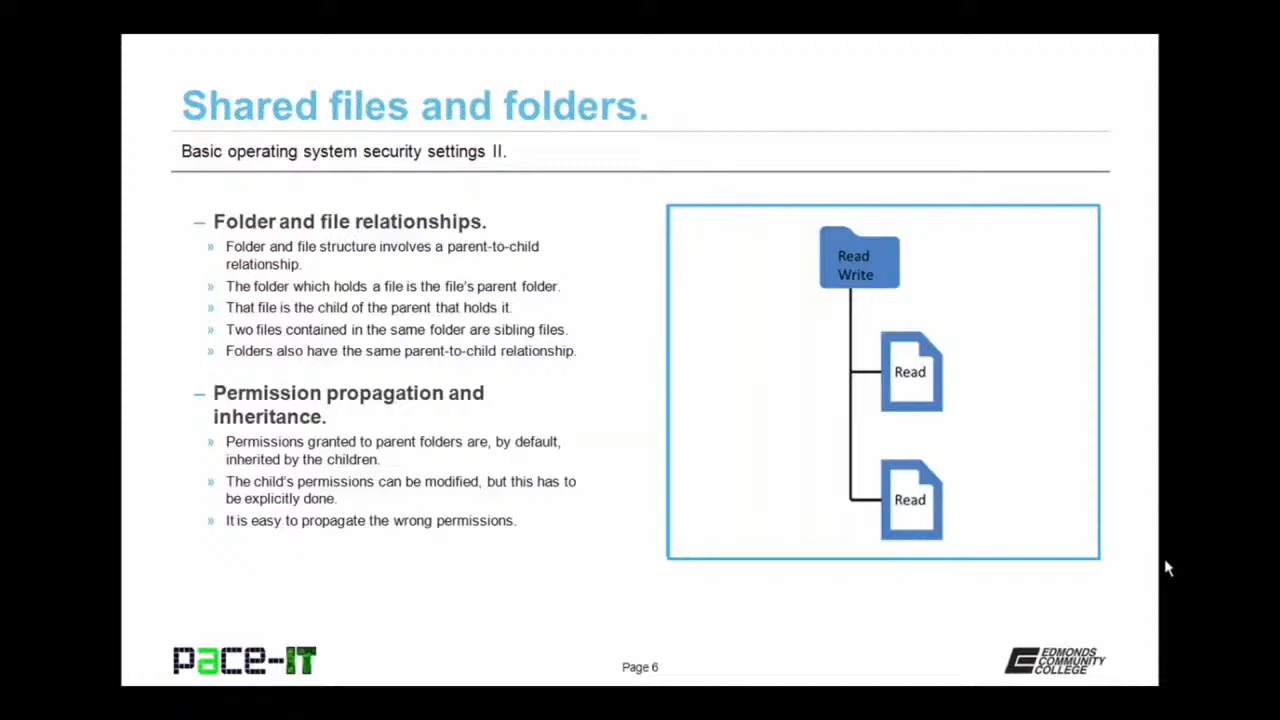 Shared files and folders.
Basic operating system security settings II.
– Folder and file relationships.
» Folder and file structure involves a parent-to-child
relationship.
» The folder which holds a file is the file's parent folder.
» That file is the child of the parent that holds it.
» Two files contained in the same folder are sibling files.
» Folders also have the same parent-to-child relationship.
– Permission propagation and
inheritance.
» Permissions granted to parent folders are, by default,
inherited by the children.
» The child's permissions can be modified, but this has to
be explicitly done.
» It is easy to propagate the wrong permissions.
Read
Write
Read
Read
pace-IT
Page 6
EDMONDS
COMMUNITY
COLLEGE